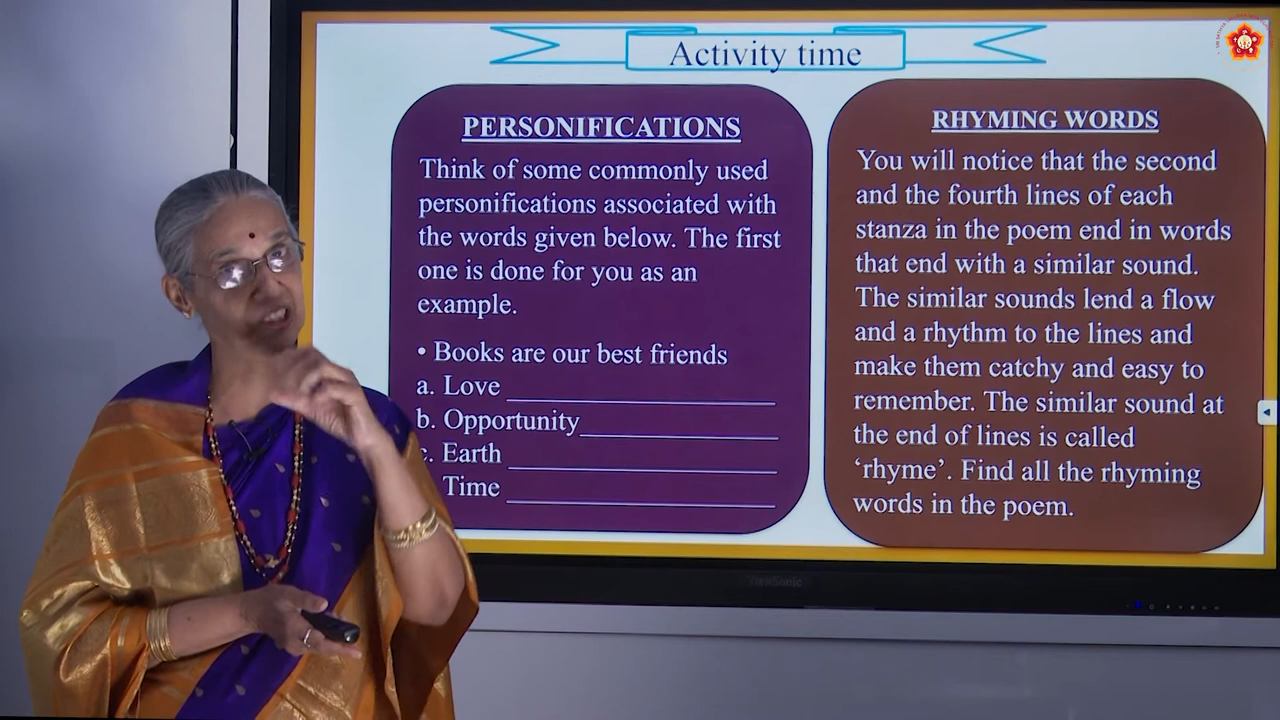 Activity time
PERSONIFICATIONS
Think of some commonly used
personifications associated with
the words given below. The first
one is done for you as an
example.
• Books are our best friends
a. Love ____________________
b. Opportunity_______________
c. Earth ____________________
Time ____________________
RHYMING WORDS
You will notice that the second
and the fourth lines of each
stanza in the poem end in words
that end with a similar sound.
The similar sounds lend a flow
and a rhythm to the lines and
make them catchy and easy to
remember. The similar sound at
the end of lines is called
‘rhyme’. Find all the rhyming
words in the poem.
ViewSonic